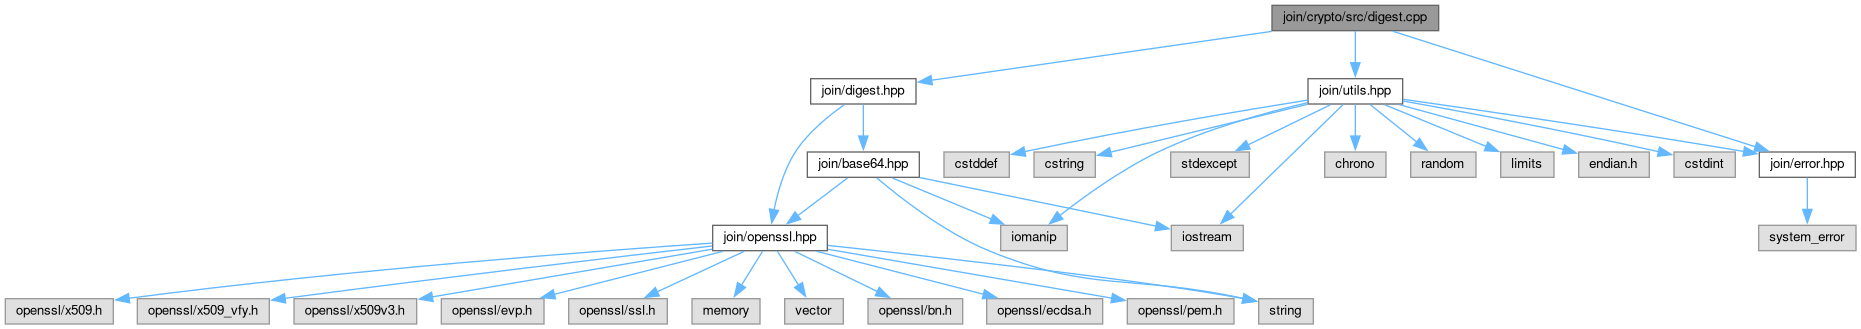 join/crypto/src/digest.cpp
join/digest.hpp
join/utils.hpp
join/base64.hpp
cstddef
cstring
stdexcept
chrono
random
limits
endian.h
cstdint
join/error.hpp
join/openssl.hpp
iomanip
iostream
system_error
openssl/x509.h
openssl/x509_vfy.h
openssl/x509v3.h
openssl/evp.h
openssl/ssl.h
memory
vector
openssl/bn.h
openssl/ecdsa.h
openssl/pem.h
string